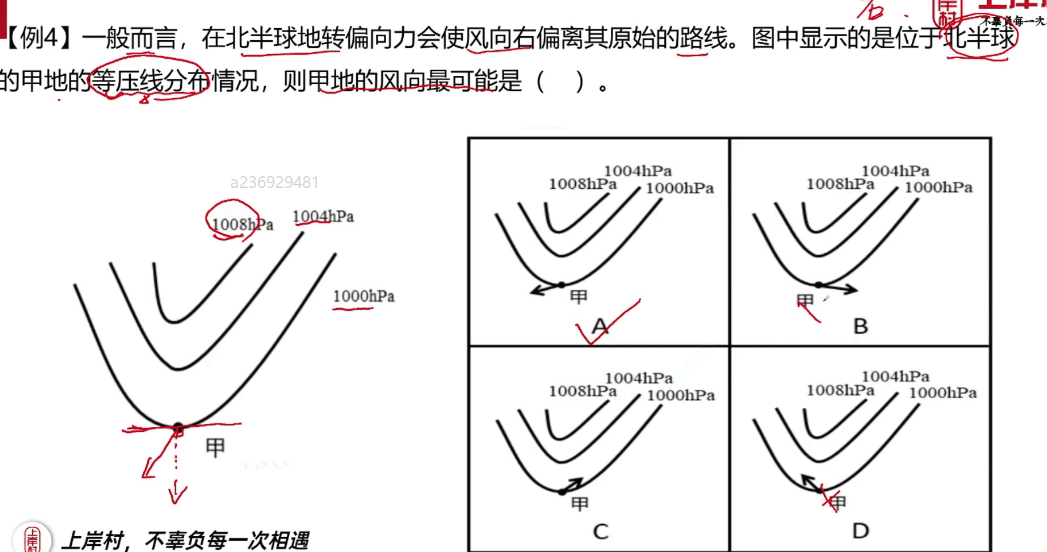 右.
上岸村
【例4】一般而言，在北半球地转偏向力会使风向右偏离其原始的路线。图中显示的是位于北半球
不辜负每一次
的甲地的等压线分布情况，则甲地的风向最可能是（ ）。
a236929481
1008hPa
1004hPa
1000hPa
甲
1008hPa
1004hPa
1000hPa
甲
A
1008hPa
1004hPa
1000hPa
甲
B
1008hPa
1004hPa
1000hPa
甲
C
1008hPa
1004hPa
1000hPa
甲
D
上岸村
上岸村，不辜负每一次相遇